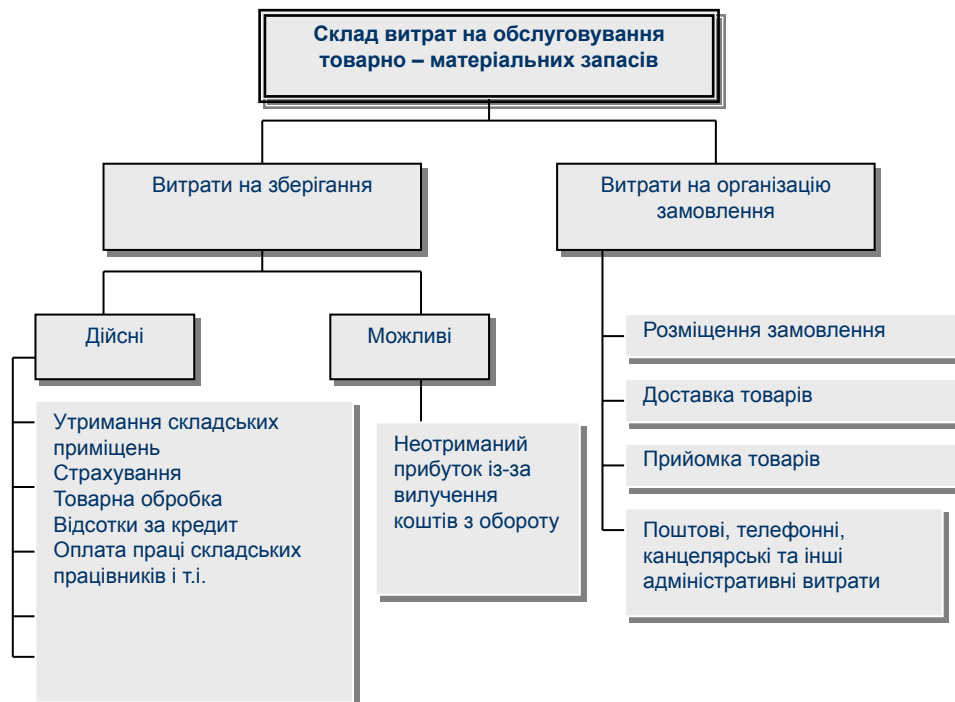 Склад витрат на обслуговування
товарно – матеріальних запасів
Витрати на зберігання
Витрати на організацію
замовлення
Дійсні
Можливі
Утримання складських
приміщень
Страхування
Товарна обробка
Відсотки за кредит
Оплата праці складських
працівників і т.і.
Неотриманий
прибуток із-за
вилучення
коштів з обороту
Розміщення замовлення
Доставка товарів
Прийомка товарів
Поштові, телефонні,
канцелярські та інші
адміністративні витрати